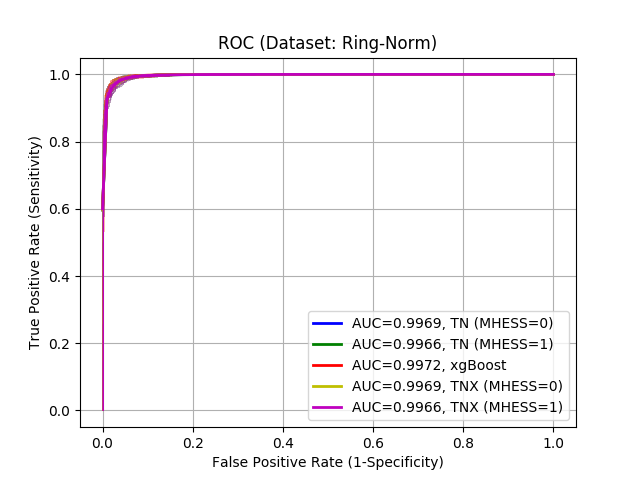 ROC (Dataset: Ring-Norm)
True Positive Rate (Sensitivity)
1.0
0.8
0.6
0.4
0.2
0.0
AUC=0.9969, TN (MHESS=0)
AUC=0.9966, TN (MHESS=1)
AUC=0.9972, xgBoost
AUC=0.9969, TNX (MHESS=0)
AUC=0.9966, TNX (MHESS=1)
0.0 0.2 0.4 0.6 0.8 1.0
False Positive Rate (1-Specificity)